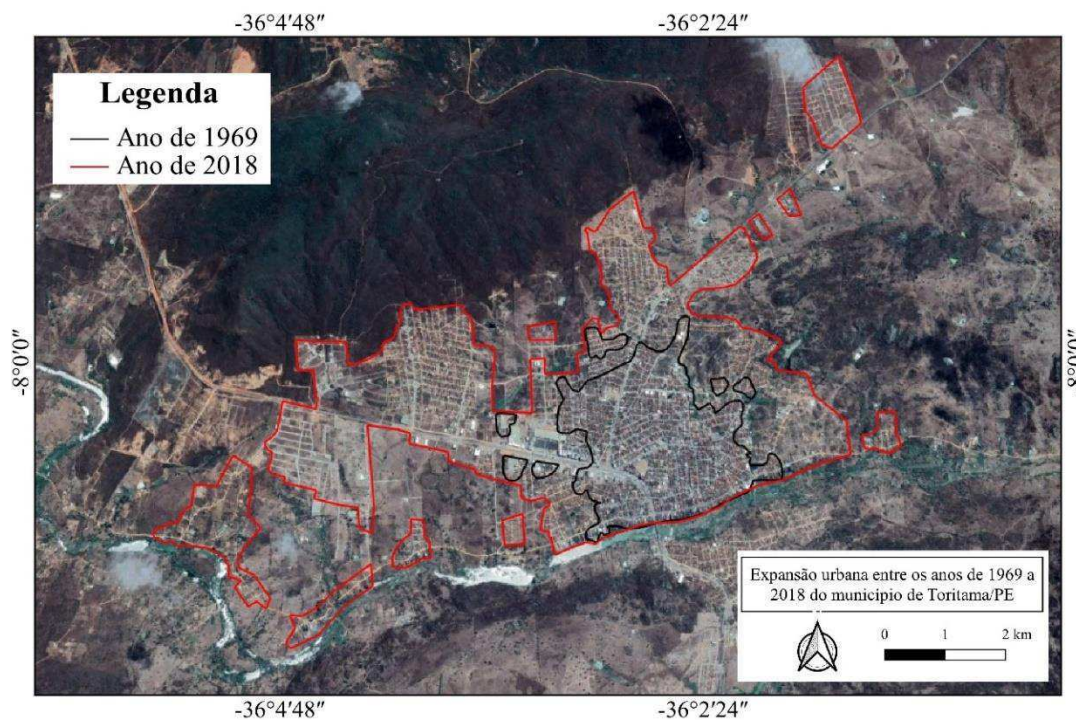 -36°4′48″ -36°2′24″
Legenda
Ano de 1969
Ano de 2018
-8°0′0″ -8°0′0″
Expansão urbana entre os anos de 1969 a
2018 do município de Toritama/PE
0 1 2 km
-36°4′48″ -36°2′24″